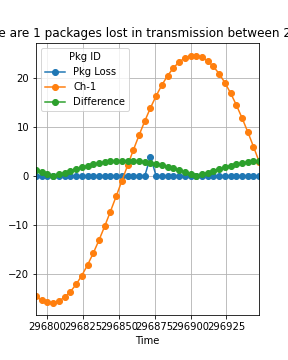 e are 1 packages lost in transmission between 2
Pkg ID
Pkg Loss
Ch-1
Difference
20
10
0
−10
−20
296800 296825 296850 296875 296900 296925
Time